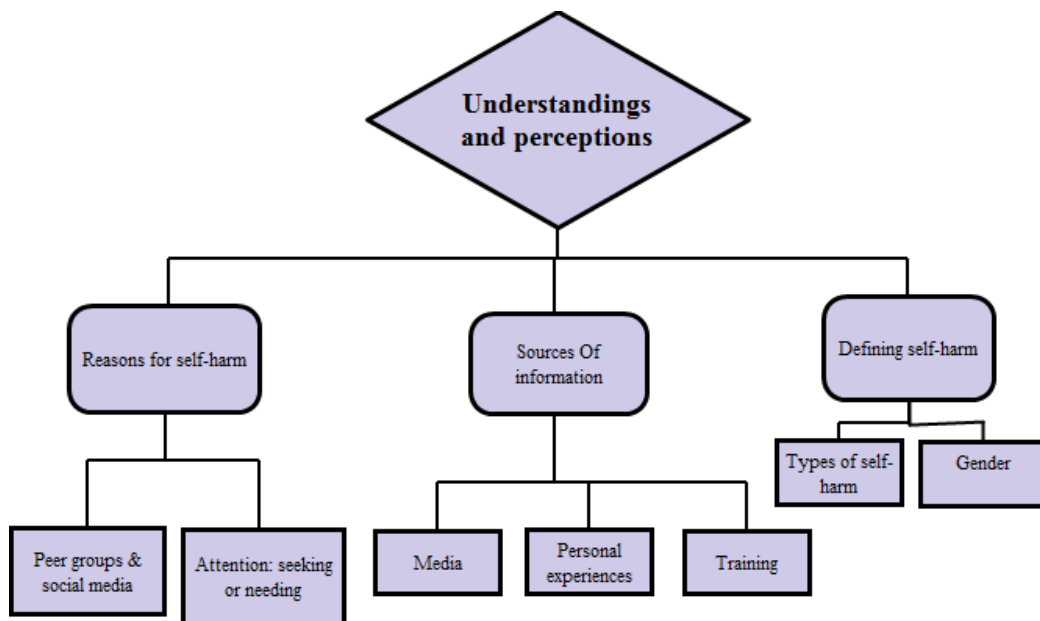 Understandings
and perceptions
Reasons for self-harm
Sources Of
information
Defining self-harm
Types of self-
harm
Gender
Peer groups &
social media
Attention: seeking
or needing
Media
Personal
experiences
Training